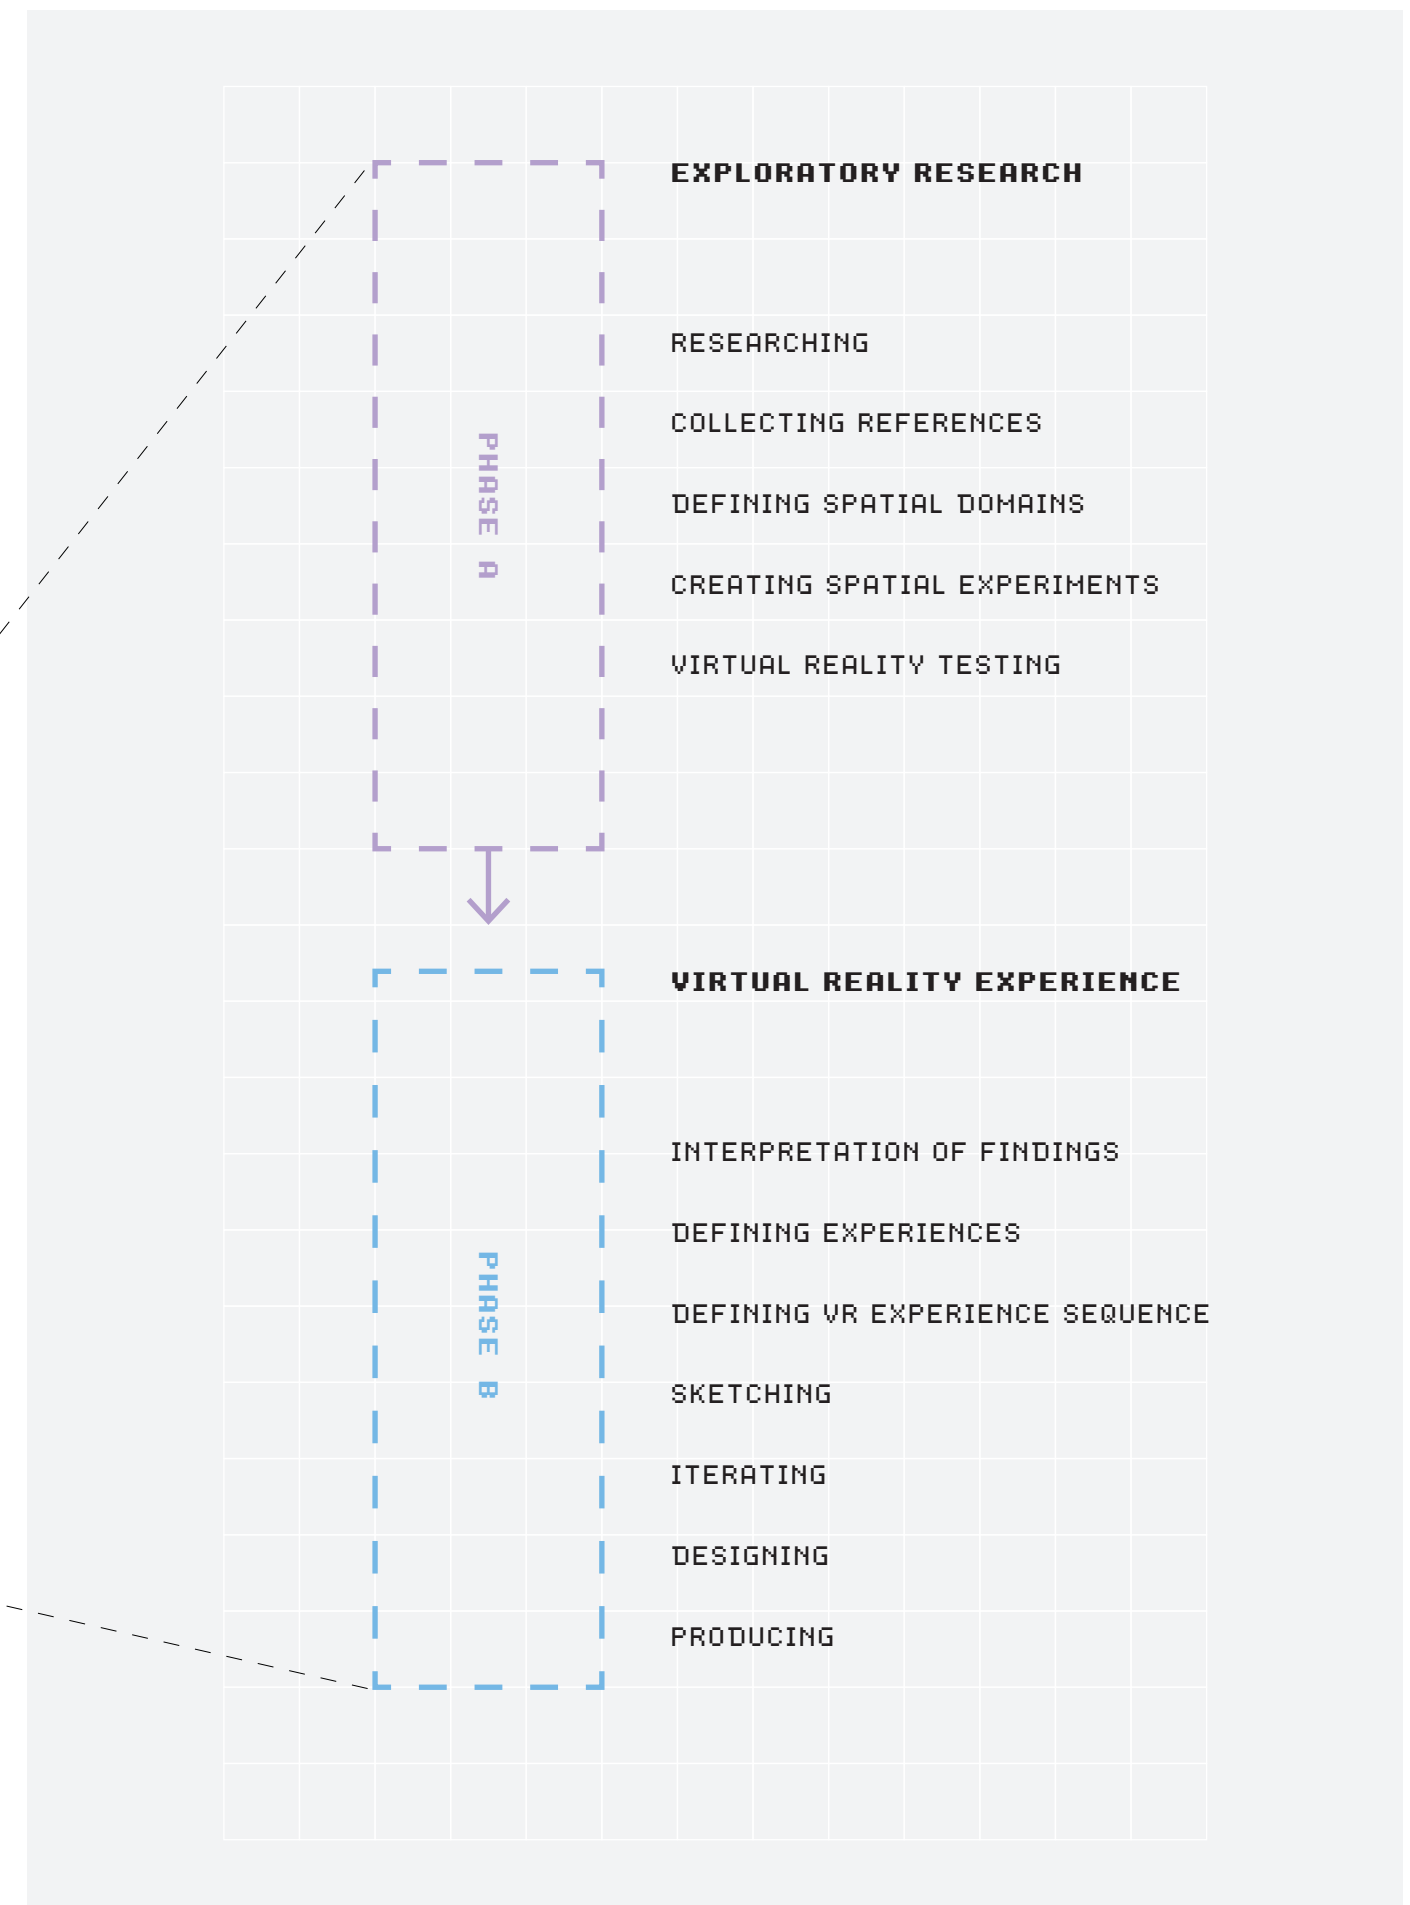 EXPLORATORY RESEARCH
PHASE A
RESEARCHING
COLLECTING REFERENCES
DEFINING SPATIAL DOMAINS
CREATING SPATIAL EXPERIMENTS
VIRTUAL REALITY TESTING
VIRTUAL REALITY EXPERIENCE
PHASE B
INTERPRETATION OF FINDINGS
DEFINING EXPERIENCES
DEFINING VR EXPERIENCE SEQUENCE
SKETCHING
ITERATING
DESIGNING
PRODUCING